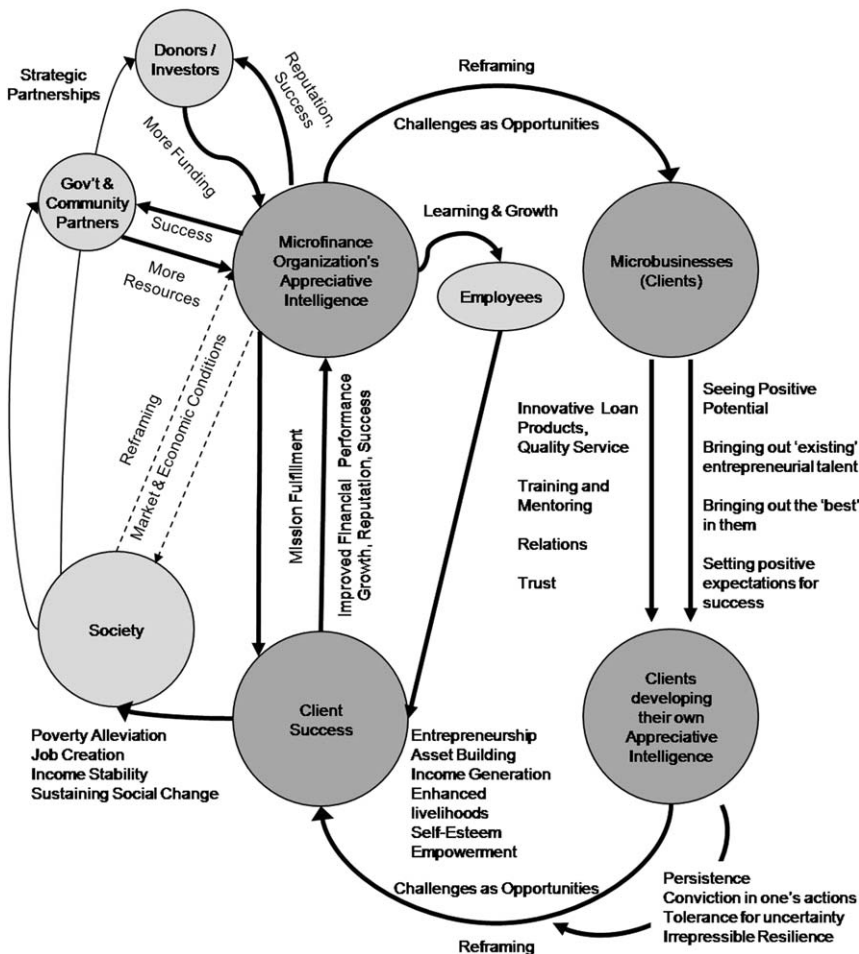 Donors /
Investors
Strategic
Partnerships
Reputation,
Success
More Funding
Reframing
Challenges as Opportunities
Gov't &
Community
Partners
Success
More
Resources
Microfinance
Organization's
Appreciative
Intelligence
Learning & Growth
Employees
Microbusinesses
(Clients)
Reframing
Market & Economic Conditions
Mission Fulfillment
Improved Financial Performance
Growth, Reputation, Success
Innovative Loan
Products,
Quality Service
Training and
Mentoring
Relations
Trust
Seeing Positive
Potential
Bringing out ‘existing’
entrepreneurial talent
Bringing out the ‘best’
in them
Setting positive
expectations for
success
Society
Client
Success
Clients
developing
their own
Appreciative
Intelligence
Poverty Alleviation
Job Creation
Income Stability
Sustaining Social Change
Entrepreneurship
Asset Building
Income Generation
Enhanced
livelihoods
Self-Esteem
Empowerment
Challenges as Opportunities
Reframing
Persistence
Conviction in one's actions
Tolerance for uncertainty
Irrepressible Resilience